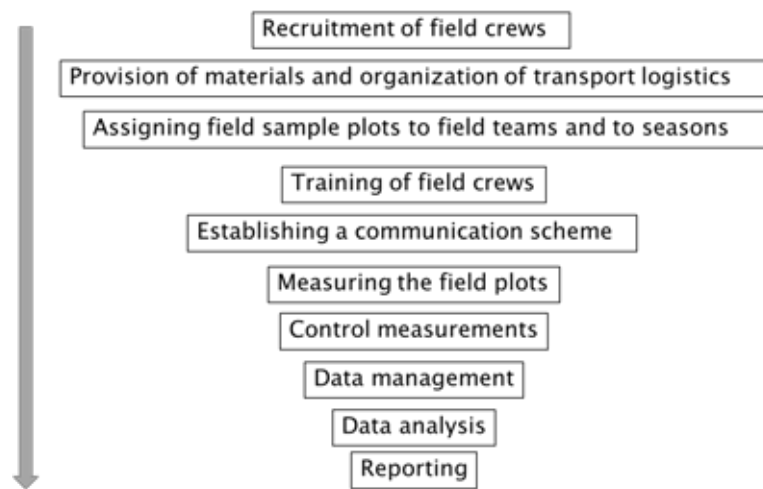 Recruitment of field crews
Provision of materials and organization of transport logistics
Assigning field sample plots to field teams and to seasons
Training of field crews
Establishing a communication scheme
Measuring the field plots
Control measurements
Data management
Data analysis
Reporting